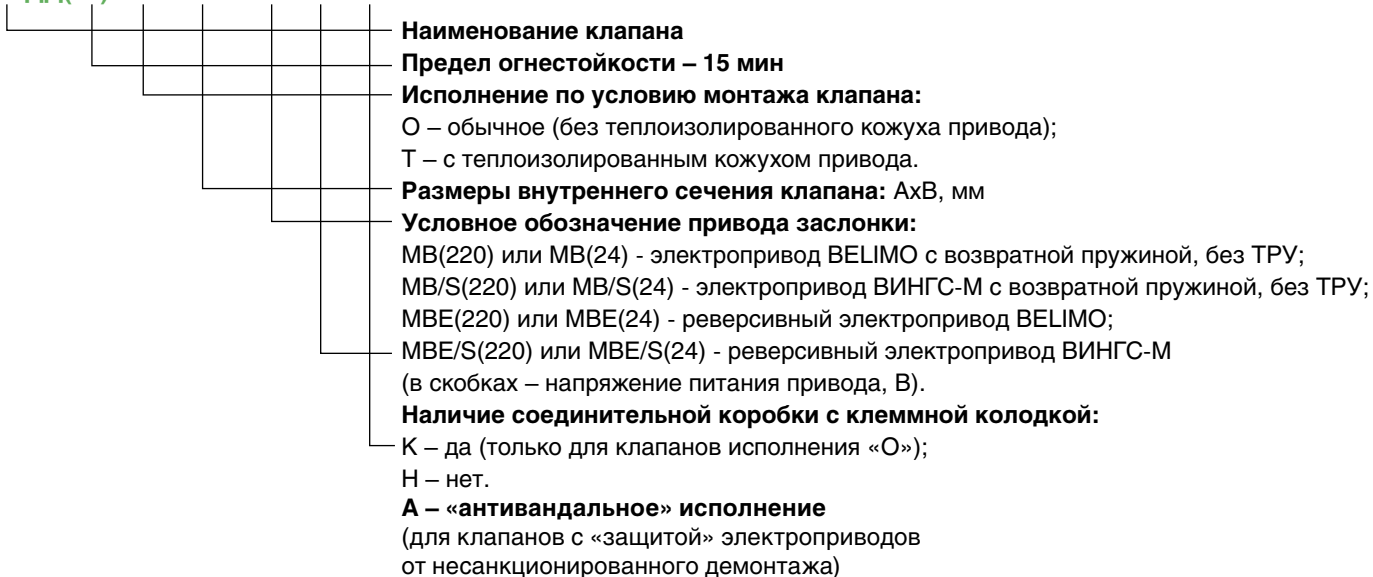 Наименование клапана
Предел огнестойкости – 15 мин
Исполнение по условию монтажа клапана:
О – обычное (без теплоизолированного кожуха привода);
Т – с теплоизолированным кожухом привода.
Размеры внутреннего сечения клапана: АхВ, мм
Условное обозначение привода заслонки:
МВ(220) или МВ(24) - электропривод BELIMO с возвратной пружиной, без ТРУ;
МВ/S(220) или МВ/S(24) - электропривод ВИНГС-М с возвратной пружиной, без ТРУ;
МВЕ(220) или МВЕ(24) - реверсивный электропривод BELIMO;
МВЕ/S(220) или МВЕ/S(24) - реверсивный электропривод ВИНГС-М
(в скобках – напряжение питания привода, В).
Наличие соединительной коробки с клеммной колодкой:
К – да (только для клапанов исполнения «О»);
Н – нет.
А – «антивандальное» исполнение
(для клапанов с «защитой» электроприводов
от несанкционированного демонтажа)